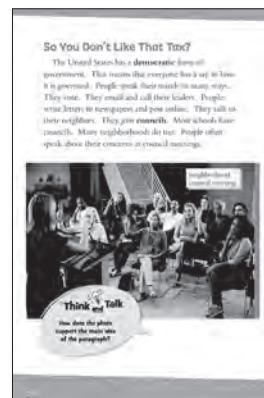 So You Don't Like That Tax?
The United States has a democratic form of
government. This means that everyone has a say in how
it is governed. People speak their minds in many ways.
They vote. They email and call their leaders. People
write letters to newspapers and post online. They talk to
their neighbors. They join councils. Most schools have
councils. Many neighborhoods do too. People often
speak about their concerns at council meetings.
neighborhood
council meeting
Think and Talk
How does the photo
support the main idea
of the paragraph?